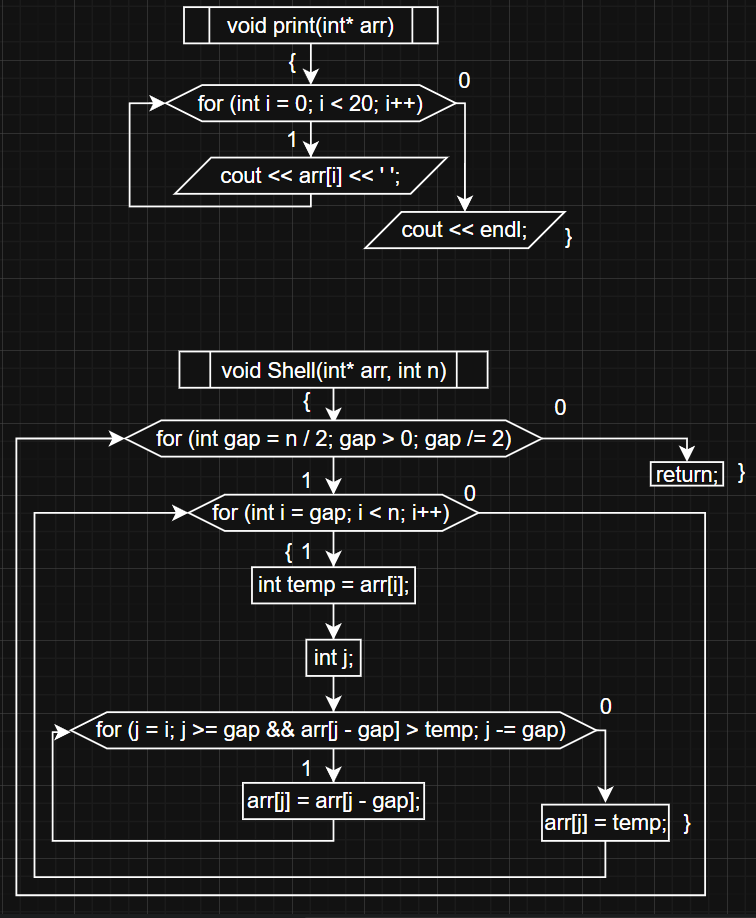 void print(int* arr)
{
0
for (int i = 0; i < 20; i++)
1
cout << arr[i] << ' ';
cout << endl;
}
void Shell(int* arr, int n)
{
0
for (int gap = n / 2; gap > 0; gap /= 2)
return;
}
1
0
for (int i = gap; i < n; i++)
{ 1
int temp = arr[i];
int j;
0
for (j = i; j >= gap && arr[j - gap] > temp; j -= gap)
1
arr[j] = arr[j - gap];
arr[j] = temp;
}